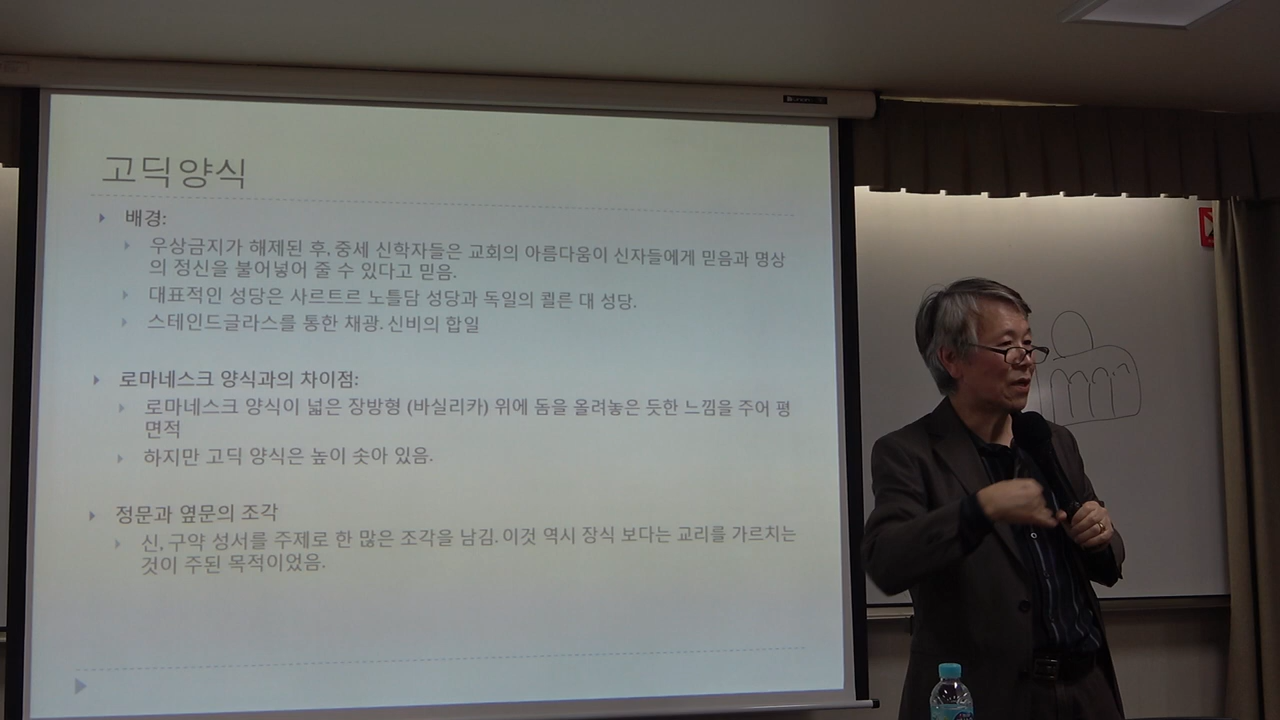 고딕양식
배경:
우상금지가 해제된 후, 중세 신학자들은 교회의 아름다움이 신자들에게 믿음과 명상
의 정신을 불어넣어 줄 수 있다고 믿음.
대표적인 성당은 사르트르 노틀담 성당과 독일의 쾰른 대 성당.
스테인드글라스를 통한 채광. 신비의 합일
로마네스크 양식과의 차이점:
로마네스크 양식이 넓은 장방형 (바실리카) 위에 돔을 올려놓은 듯한 느낌을 주어 평
면적
하지만 고딕 양식은 높이 솟아 있음.
정문과 옆문의 조각
신, 구약 성서를 주제로 한 많은 조각을 남김. 이것 역시 장식 보다는 교리를 가르치는
것이 주된 목적이었음.